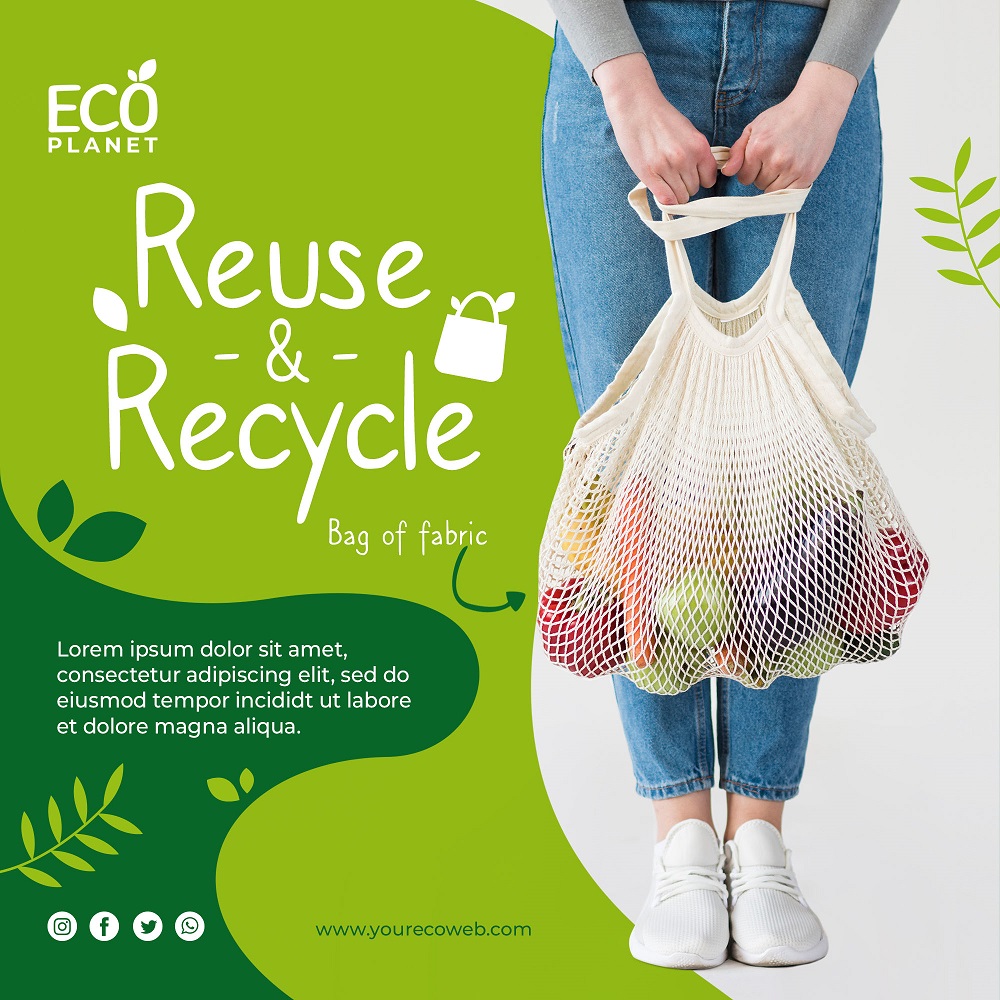 ECO
PLANET
Reuse
- & -
Recycle
Bag of fabric
Lorem ipsum dolor sit amet,
consectetur adipiscing elit, sed do
eiusmod tempor incididt ut labore
et dolore magna aliqua.
www.yourecoweb.com